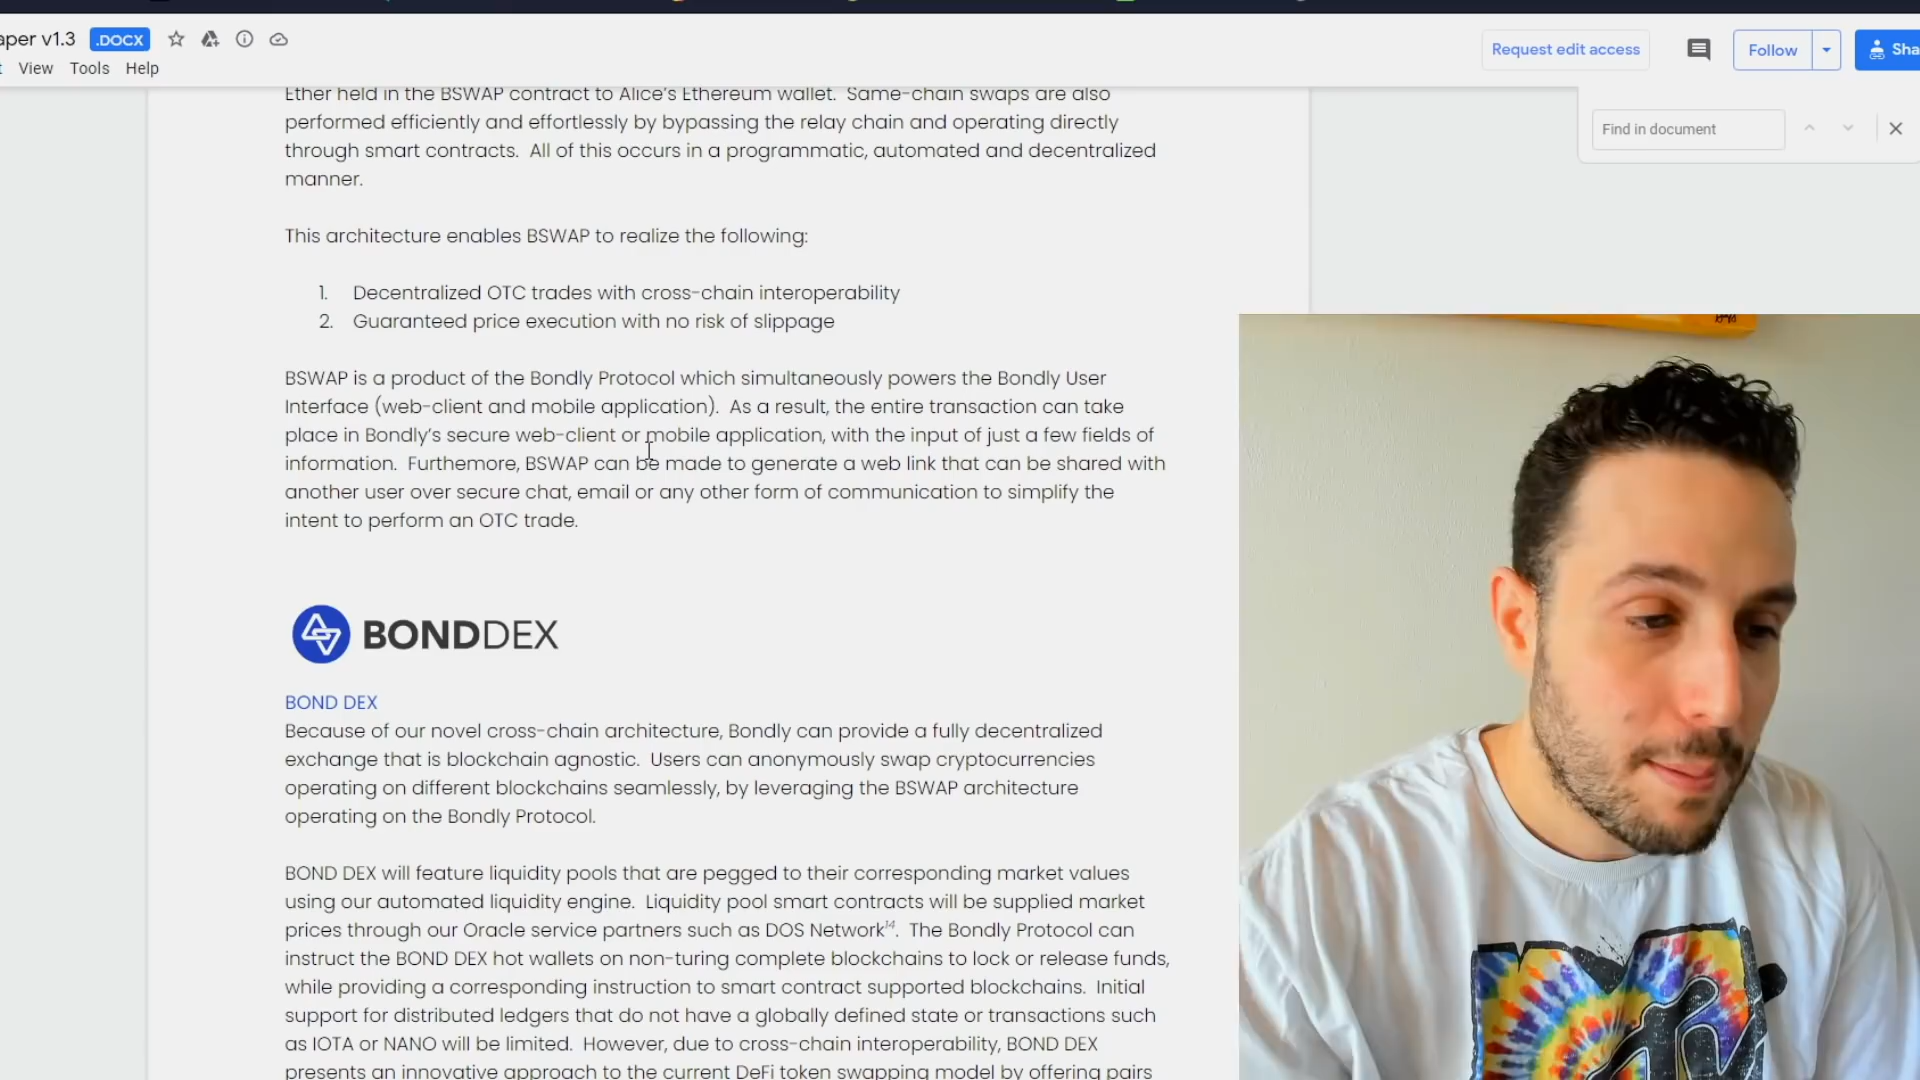 aper v1.3 .DOCX
View Tools Help
Request edit access
Follow
Sha
Find in document
Ether held in the BSWAP contract to Alice's Ethereum wallet. Same-chain swaps are also
performed efficiently and effortlessly by bypassing the relay chain and operating directly
through smart contracts. All of this occurs in a programmatic, automated and decentralized
manner.
This architecture enables BSWAP to realize the following:
1. Decentralized OTC trades with cross-chain interoperability
2. Guaranteed price execution with no risk of slippage
BSWAP is a product of the Bondly Protocol which simultaneously powers the Bondly User
Interface (web-client and mobile application). As a result, the entire transaction can take
place in Bondly's secure web-client or mobile application, with the input of just a few fields of
information. Furthemore, BSWAP can be made to generate a web link that can be shared with
another user over secure chat, email or any other form of communication to simplify the
intent to perform an OTC trade.
BONDDEX
BOND DEX
Because of our novel cross-chain architecture, Bondly can provide a fully decentralized
exchange that is blockchain agnostic. Users can anonymously swap cryptocurrencies
operating on different blockchains seamlessly, by leveraging the BSWAP architecture
operating on the Bondly Protocol.
BOND DEX will feature liquidity pools that are pegged to their corresponding market values
using our automated liquidity engine. Liquidity pool smart contracts will be supplied market
prices through our Oracle service partners such as DOS Network14. The Bondly Protocol can
instruct the BOND DEX hot wallets on non-turing complete blockchains to lock or release funds,
while providing a corresponding instruction to smart contract supported blockchains. Initial
support for distributed ledgers that do not have a globally defined state or transactions such
as IOTA or NANO will be limited. However, due to cross-chain interoperability, BOND DEX
presents an innovative approach to the current DeFi token swapping model by offering pairs